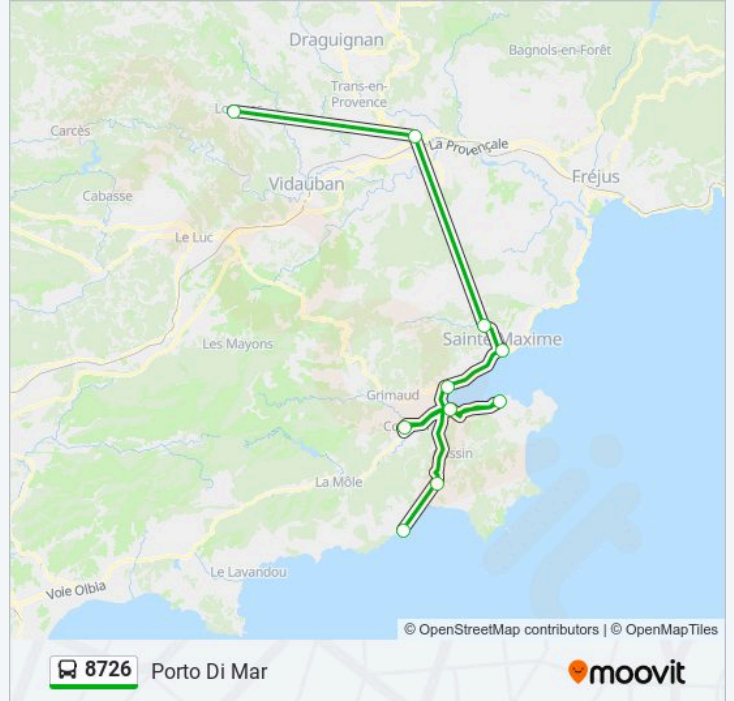 Draguignan
Bagnols-en-Forêt
Trans-en-
Provence
Carcès
La Provençale
Fréjus
Vidauban
Cabasse
Le Luc
Sainte-Maxime
Les Mayons
Grimaud
La Môle
Le Lavandou
Voie Olbia
© OpenStreetMap contributors | © OpenMapTiles
8726 Porto Di Mar
moovit